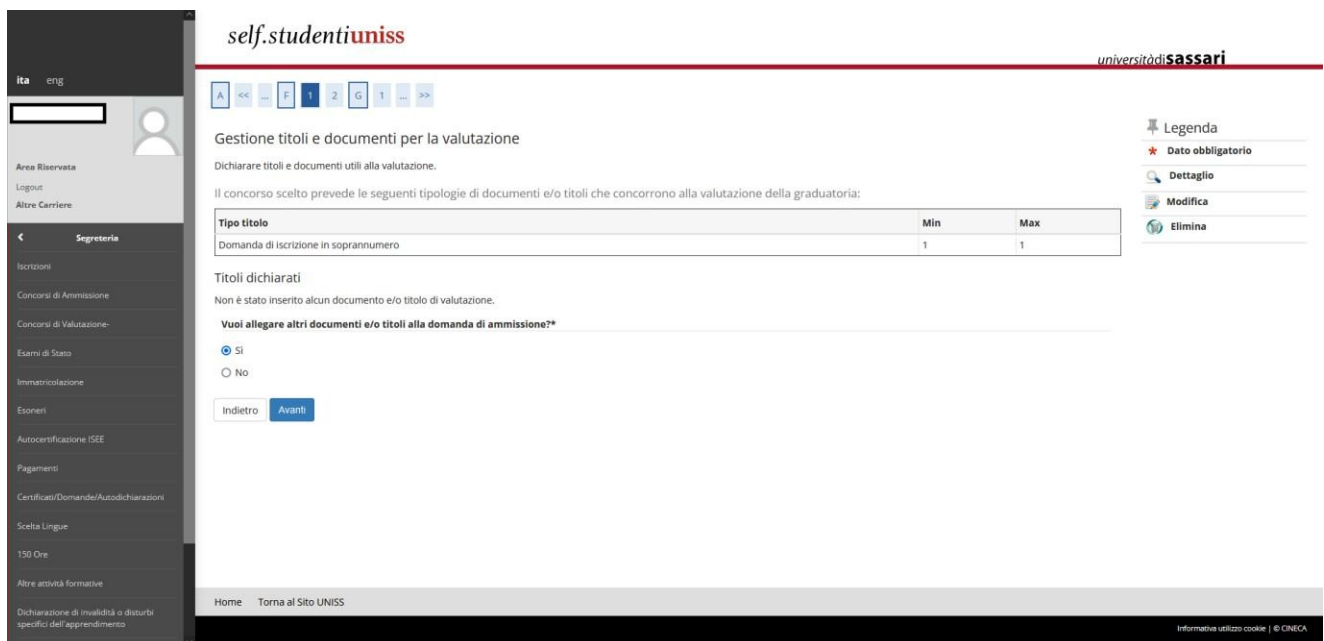 self.studentiuniss
universitàdisassari
ita eng
Area Riservata
Logout
Altre Carriere
Segreteria
Iscrizioni
Concorsi di Ammissione
Concorsi di Valutazione-
Esami di Stato
Immatricolazione
Esoneri
Autocertificazione ISEE
Pagamenti
Certificati/Domande/Autodichiarazioni
Scelta Lingue
150 Ore
Altre attività formative
Dichiarazione di invalidità o disturbi
specifici dell'apprendimento
A << ... F 1 2 G 1 ... >>
Gestione titoli e documenti per la valutazione
Dichiarare titoli e documenti utili alla valutazione.
Il concorso scelto prevede le seguenti tipologie di documenti e/o titoli che concorrono alla valutazione della graduatoria:
Tipo titolo Min Max
Domanda di iscrizione in soprannumero 1 1
Titoli dichiarati
Non è stato inserito alcun documento e/o titolo di valutazione.
Vuoi allegare altri documenti e/o titoli alla domanda di ammissione?*
Sì
No
Indietro Avanti
Legenda
* Dato obbligatorio
Dettaglio
Modifica
Elimina
Home Torna al Sito UNISS
Informativa utilizzo cookie | © CINECA